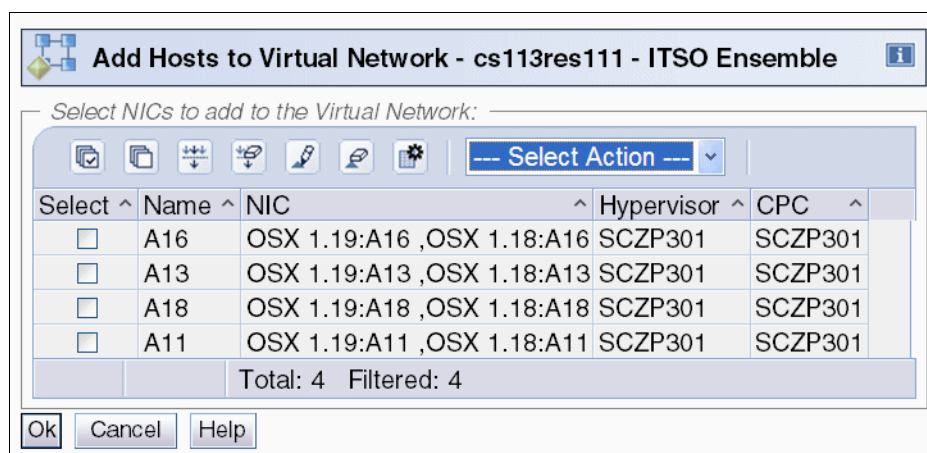 Add Hosts to Virtual Network - cs113res111 - ITSO Ensemble i
Select NICs to add to the Virtual Network:
--- Select Action ---
Select ^ Name ^ NIC ^ Hypervisor ^ CPC ^
A16 OSX 1.19:A16 ,OSX 1.18:A16 SCZP301 SCZP301
A13 OSX 1.19:A13 ,OSX 1.18:A13 SCZP301 SCZP301
A18 OSX 1.19:A18 ,OSX 1.18:A18 SCZP301 SCZP301
A11 OSX 1.19:A11 ,OSX 1.18:A11 SCZP301 SCZP301
Total: 4 Filtered: 4
Ok Cancel Help